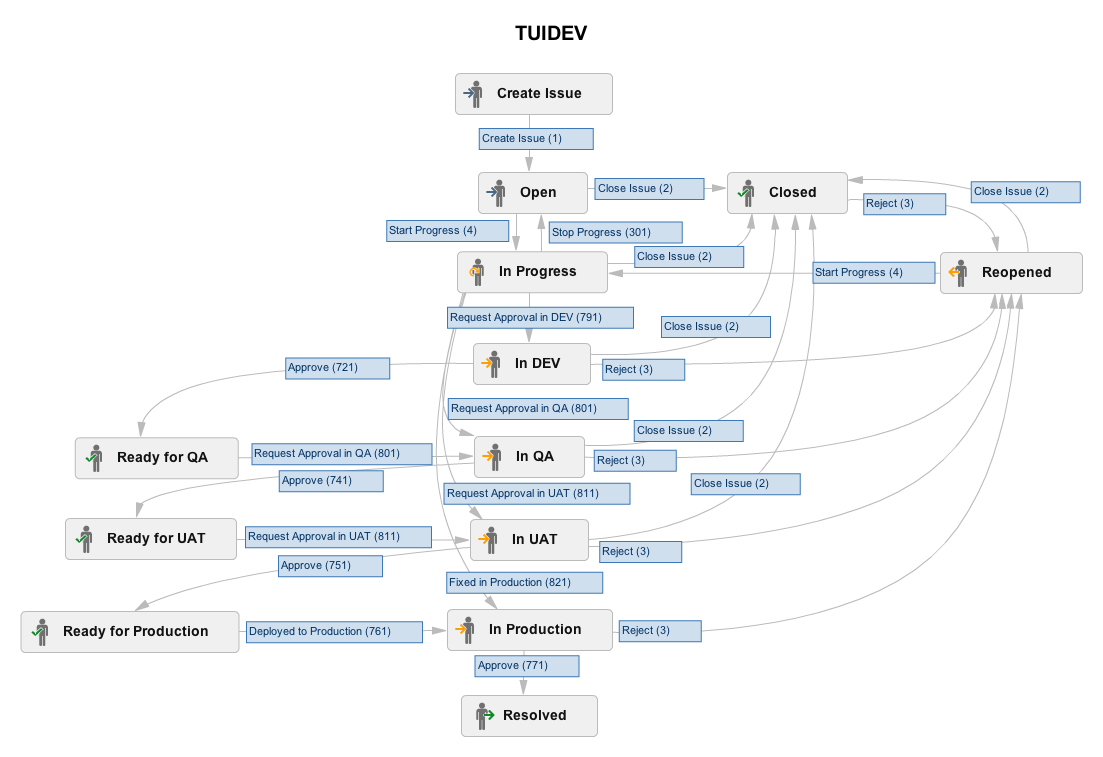 TUIDEV
Create Issue
Create Issue (1)
Open
Close Issue (2)
Closed
Close Issue (2)
Reject (3)
Start Progress (4)
Stop Progress (301)
Close Issue (2)
In Progress
Start Progress (4)
Reopened
Request Approval in DEV (791)
Close Issue (2)
In DEV
Approve (721)
Reject (3)
Request Approval in QA (801)
Close Issue (2)
Ready for QA
Request Approval in QA (801)
In QA
Reject (3)
Approve (741)
Close Issue (2)
Request Approval in UAT (811)
Ready for UAT
Request Approval in UAT (811)
In UAT
Reject (3)
Approve (751)
Fixed in Production (821)
Ready for Production
Deployed to Production (761)
In Production
Reject (3)
Approve (771)
Resolved